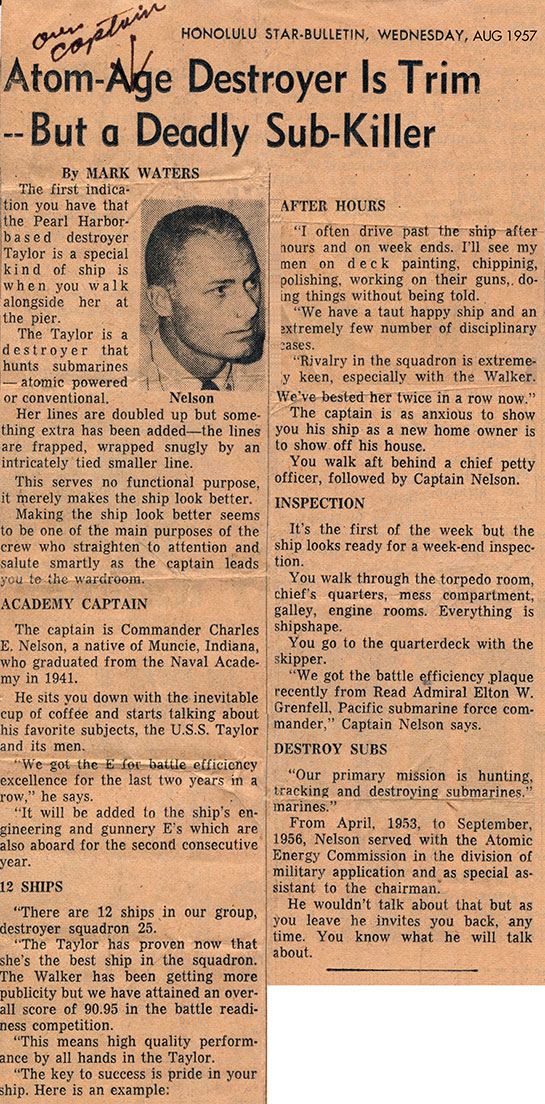 our captain
HONOLULU STAR-BULLETIN, WEDNESDAY, AUG 1957
Atom-Age Destroyer Is Trim
--But a Deadly Sub-Killer
By MARK WATERS
The first indica-
tion you have that
the Pearl Harbor-
based destroyer
Taylor is a special
kind of ship is
when you walk
alongside her at
the pier.
The Taylor is a
destroyer that
hunts submarines
—atomic powered
or conventional.
Nelson
Her lines are doubled up but some-
thing extra has been added—the lines
are frapped, wrapped snugly by an
intricately tied smaller line.
This serves no functional purpose,
it merely makes the ship look better.
Making the ship look better seems
to be one of the main purposes of the
crew who straighten to attention and
salute smartly as the captain leads
you to the wardroom.
ACADEMY CAPTAIN
The captain is Commander Charles
E. Nelson, a native of Muncie, Indiana,
who graduated from the Naval Acade-
my in 1941.
He sits you down with the inevitable
cup of coffee and starts talking about
his favorite subjects, the U.S.S. Taylor
and its men.
"We got the E for battle efficiency
excellence for the last two years in a
row," he says.
"It will be added to the ship's en-
gineering and gunnery E's which are
also aboard for the second consecutive
year.
12 SHIPS
"There are 12 ships in our group,
destroyer squadron 25.
"The Taylor has proven now that
she's the best ship in the squadron.
The Walker has been getting more
publicity but we have attained an over-
all score of 90.95 in the battle readi-
ness competition.
"This means high quality perform-
ance by all hands in the Taylor.
"The key to success is pride in your
ship. Here is an example:
AFTER HOURS
"I often drive past the ship after
hours and on week ends. I'll see my
men on deck painting, chippinig,
polishing, working on their guns, do-
ing things without being told.
"We have a taut happy ship and an
extremely few number of disciplinary
cases.
"Rivalry in the squadron is extreme-
ly keen, especially with the Walker.
We've bested her twice in a row now."
The captain is as anxious to show
you his ship as a new home owner is
to show off his house.
You walk aft behind a chief petty
officer, followed by Captain Nelson.
INSPECTION
It's the first of the week but the
ship looks ready for a week-end inspec-
tion.
You walk through the torpedo room,
chief's quarters, mess compartment,
galley, engine rooms. Everything is
shipshape.
You go to the quarterdeck with the
skipper.
"We got the battle efficiency plaque
recently from Read Admiral Elton W.
Grenfell, Pacific submarine force com-
mander," Captain Nelson says.
DESTROY SUBS
"Our primary mission is hunting,
tracking and destroying submarines."
marines."
From April, 1953, to September,
1956, Nelson served with the Atomic
Energy Commission in the division of
military application and as special as-
sistant to the chairman.
He wouldn't talk about that but as
you leave he invites you back, any
time. You know what he will talk
about.